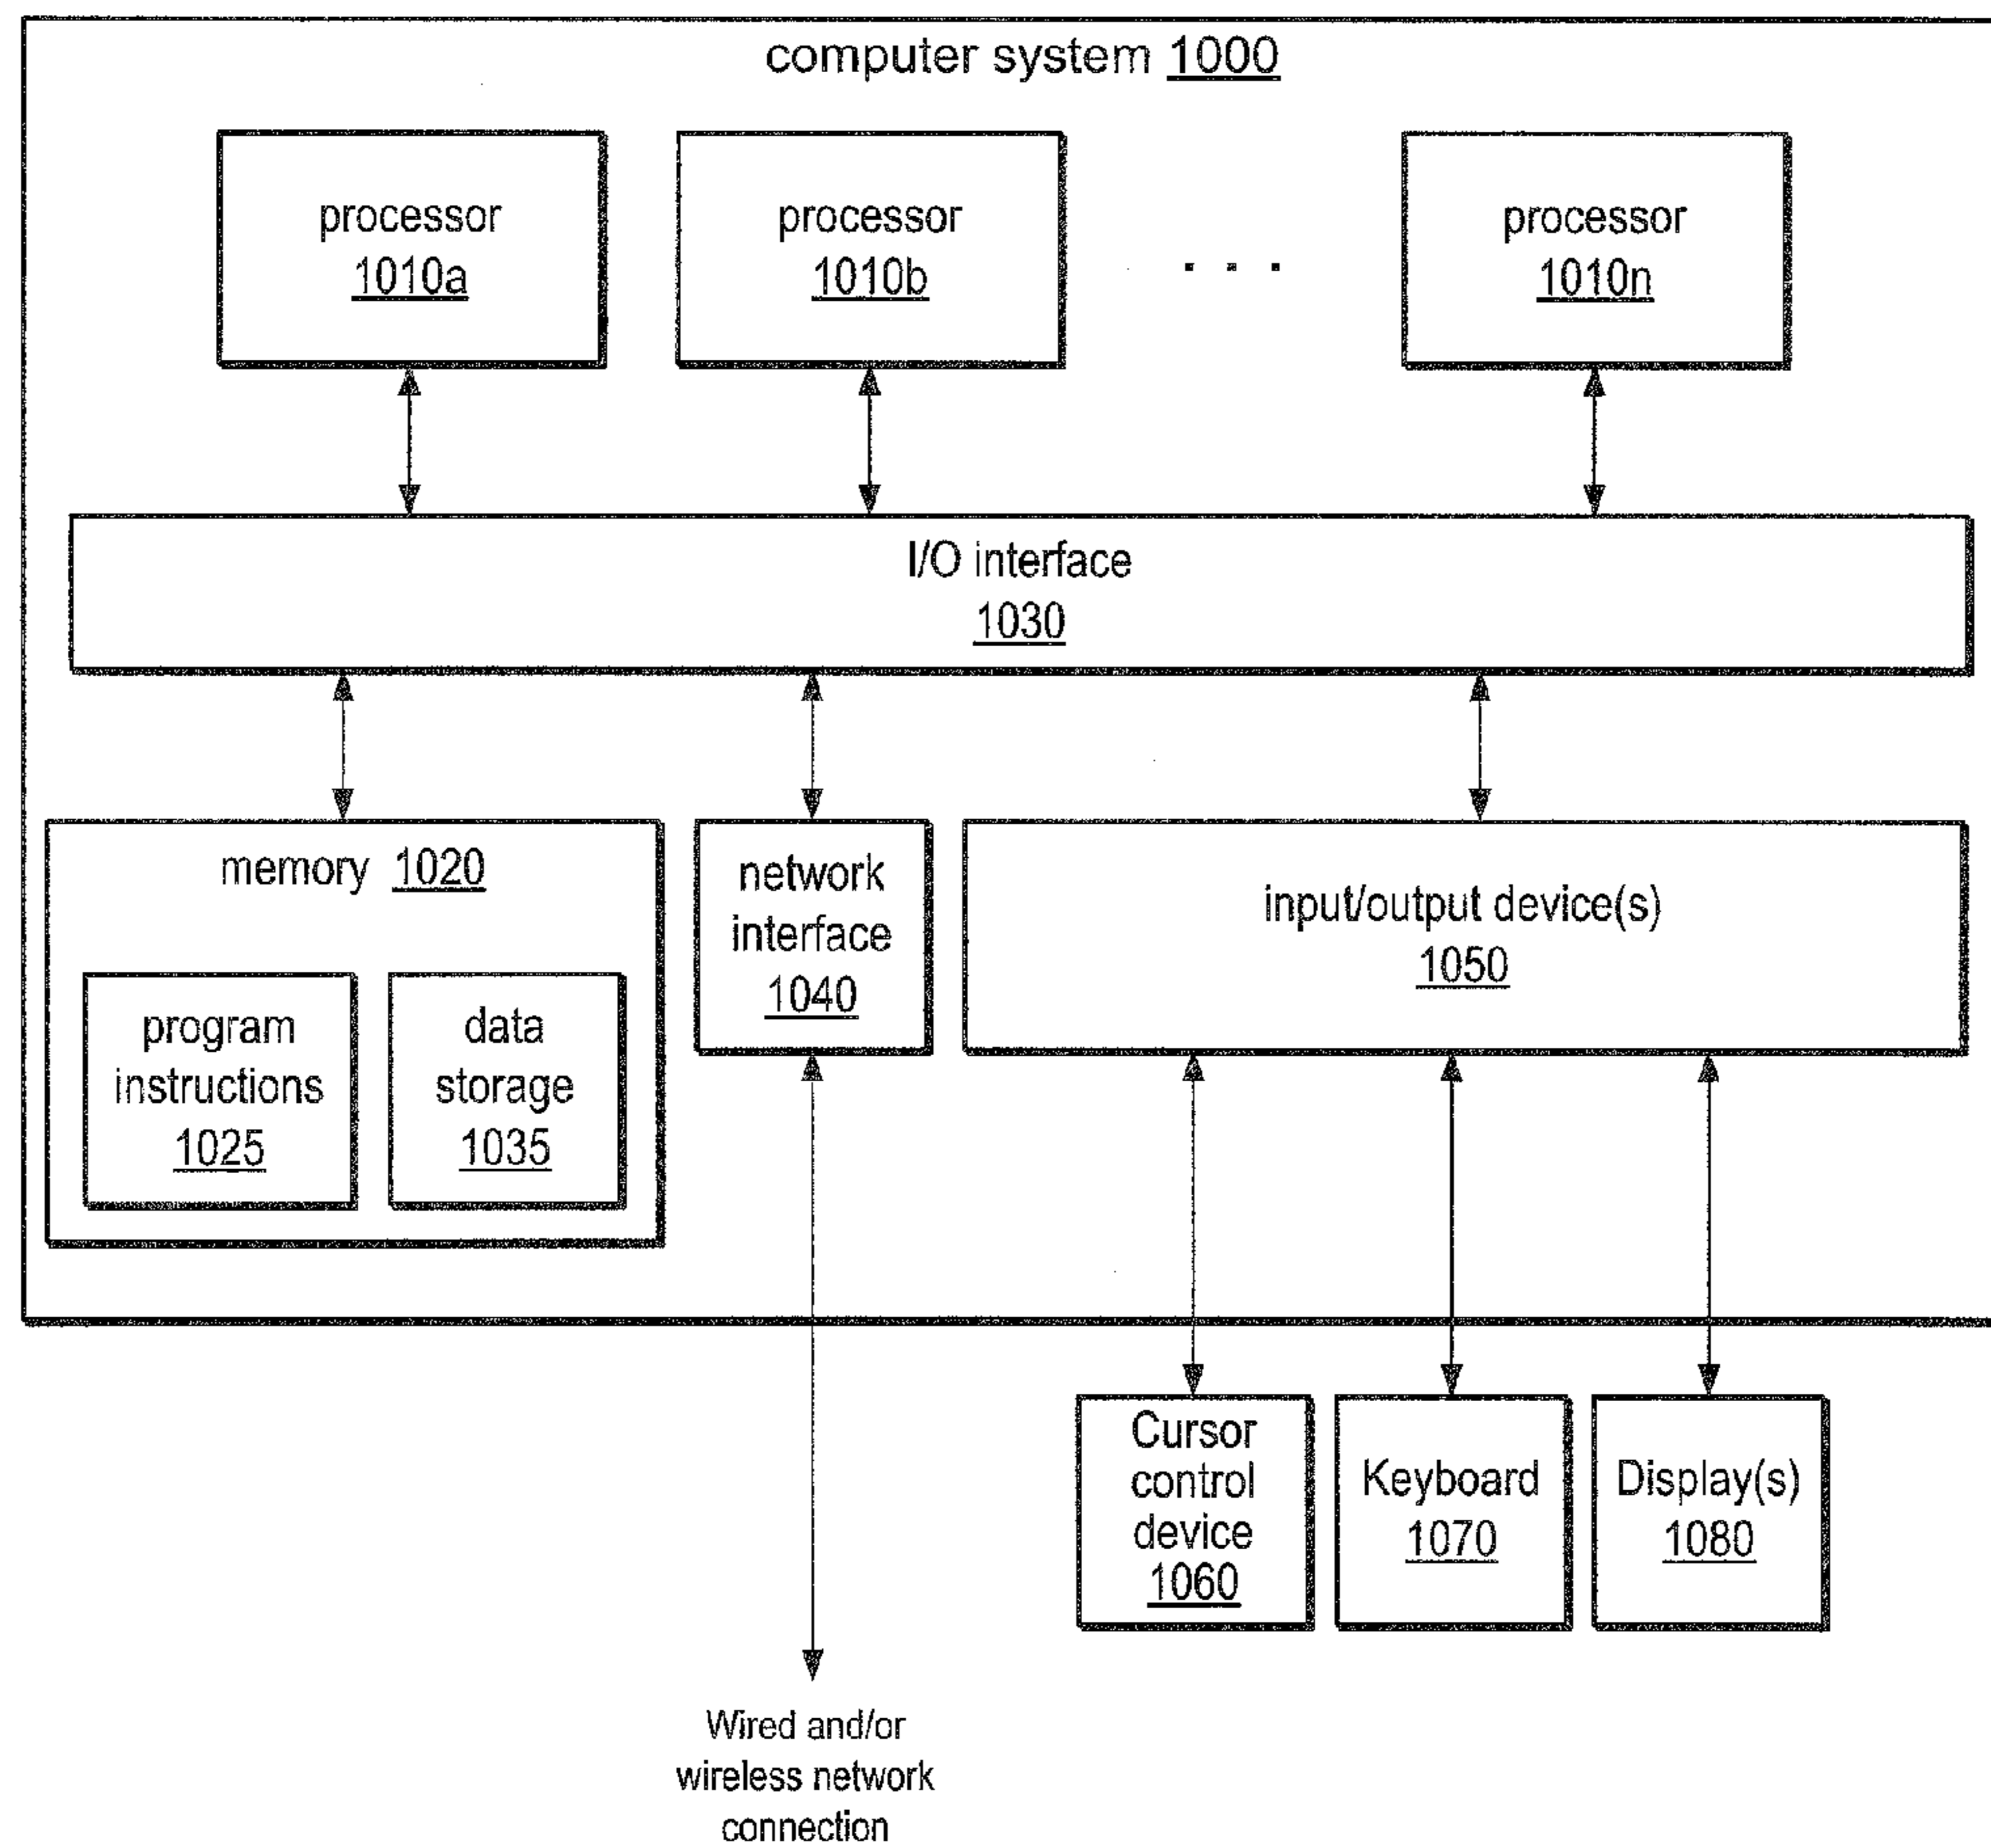 computer system 1000
processor
1010a
processor
1010b
. . .
processor
1010n
I/O interface
1030
memory 1020
program
instructions
1025
data
storage
1035
network
interface
1040
input/output device(s)
1050
Cursor
control
device
1060
Keyboard
1070
Display(s)
1080
Wired and/or
wireless network
connection